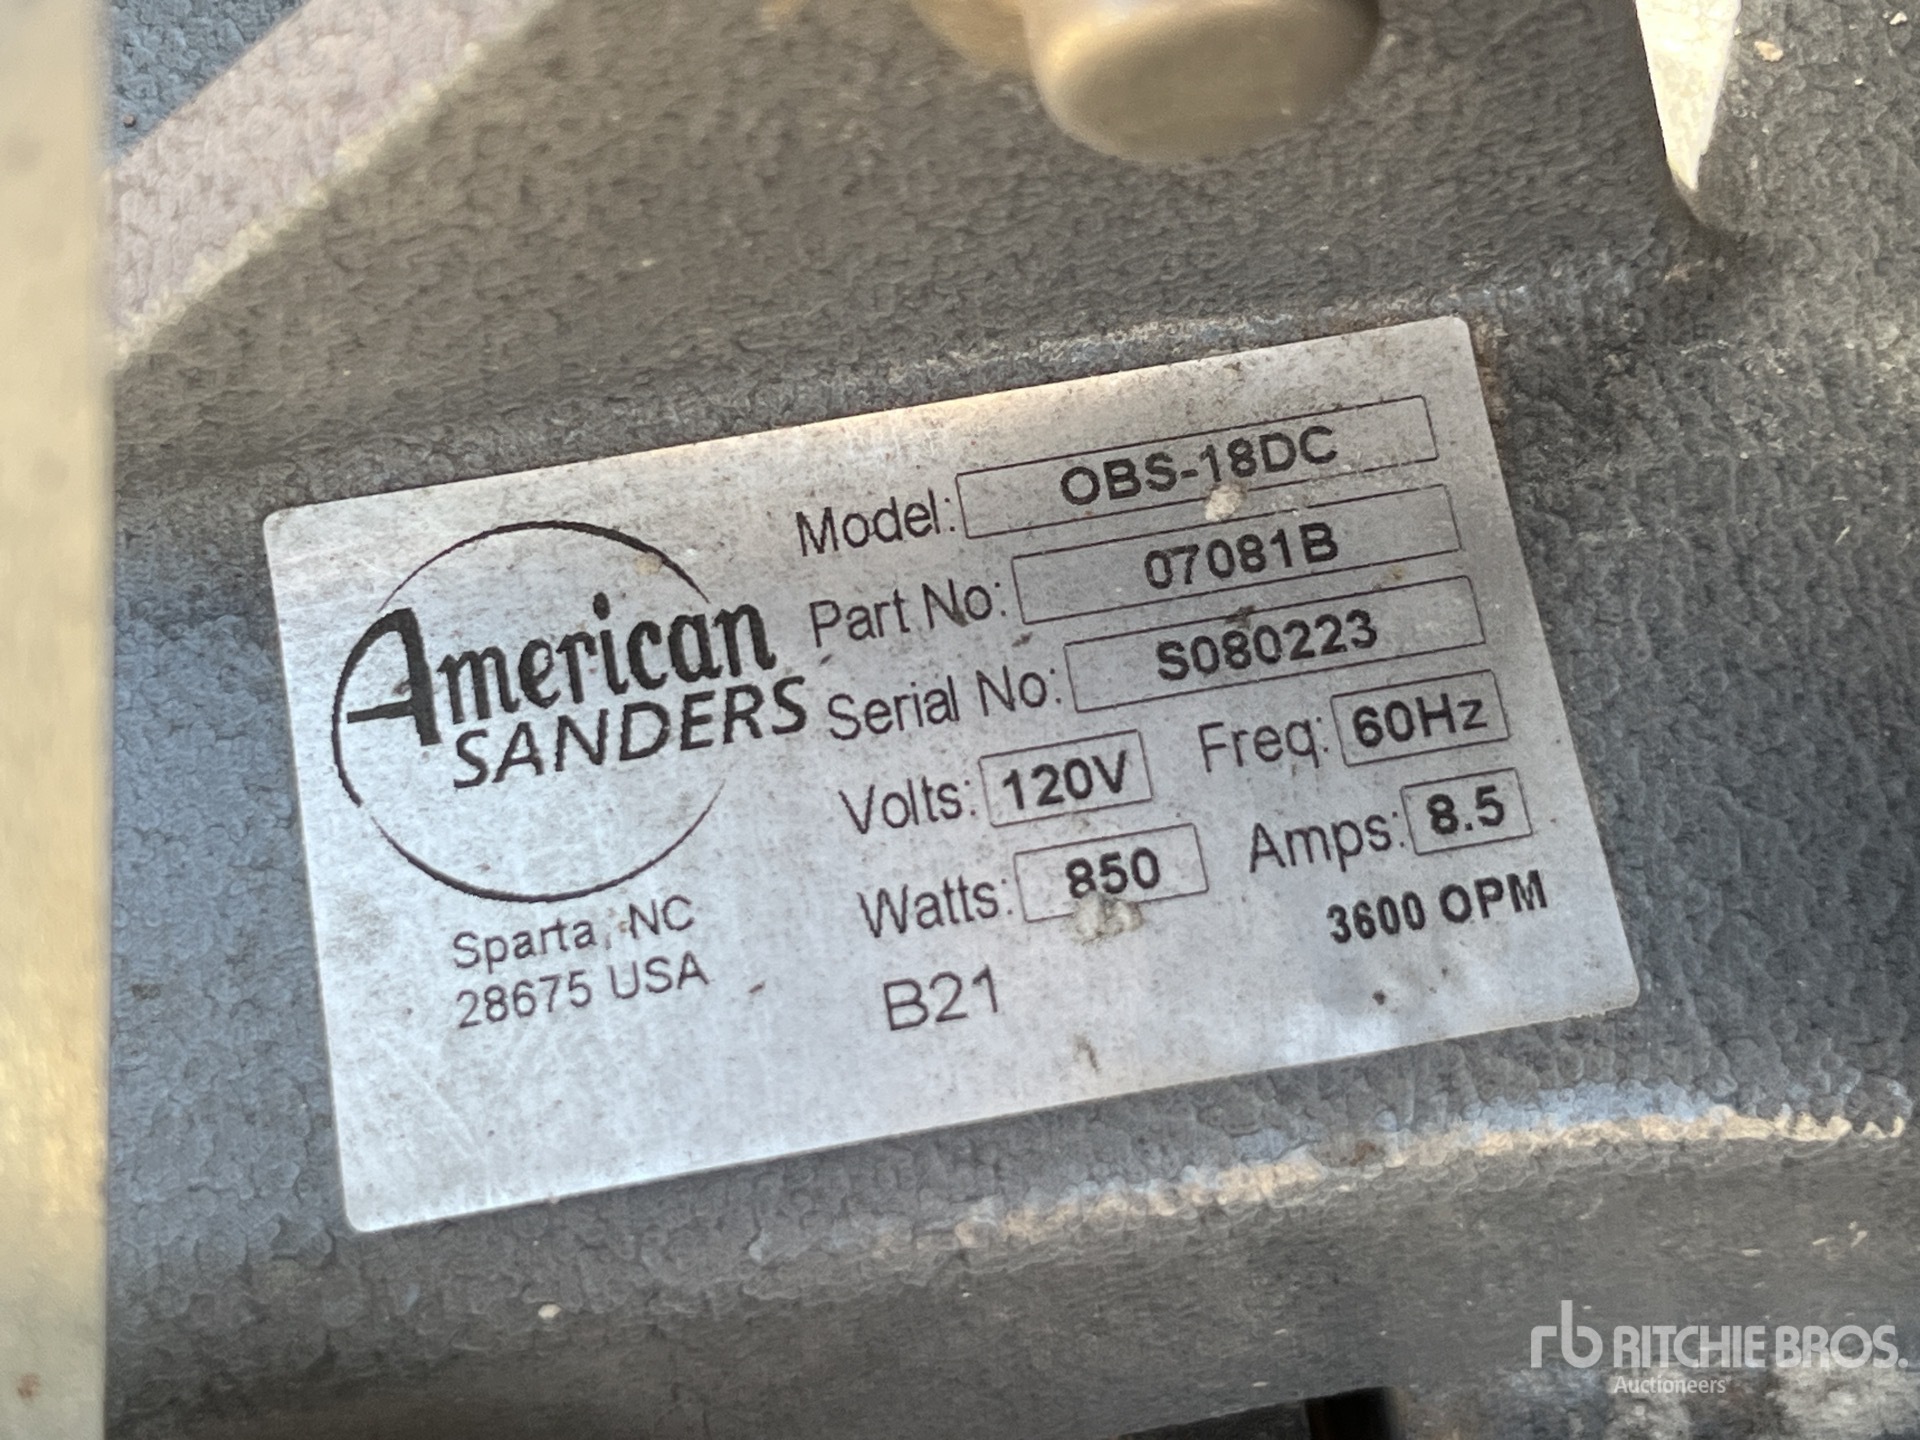 American
SANDERS
Sparta, NC
28675 USA
Model: OBS-18DC
Part No: 07081B
Serial No: S080223
Volts: 120V Freq: 60Hz
Watts: 850 Amps: 8.5
3600 OPM
B21
rb RITCHIE BROS.
Auctioneers